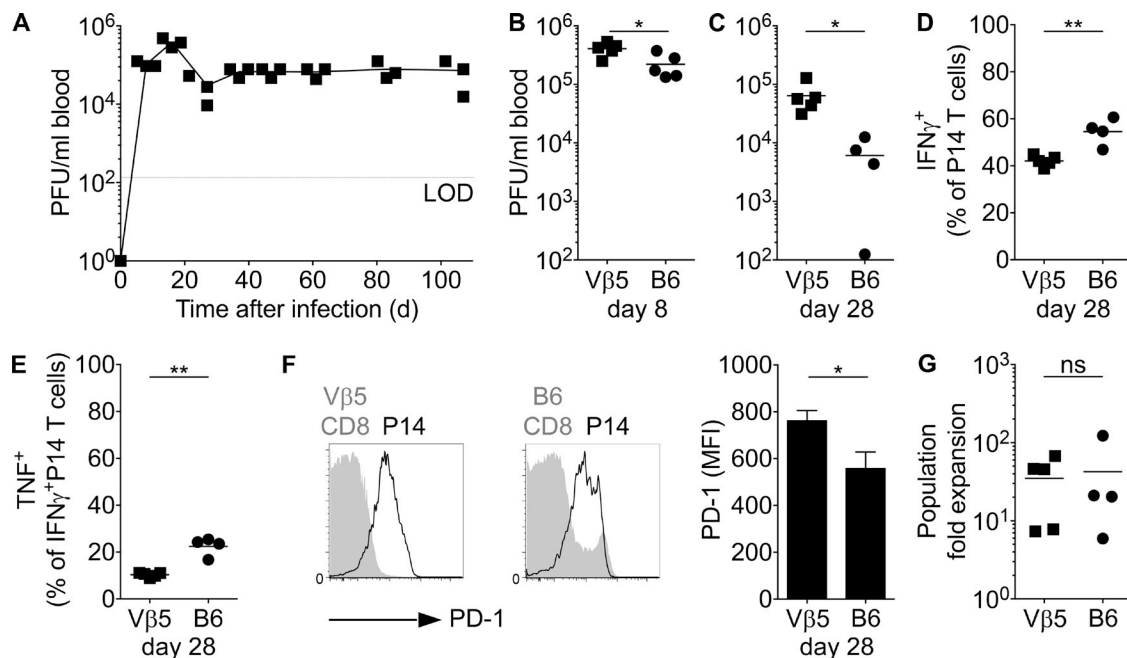 A
PFU/ml blood
10⁶
10⁴
10²
10⁰
LOD
0 20 40 60 80 100
Time after infection (d)
B
PFU/ml blood
10⁶
10⁵
10⁴
10³
10²
*
Vβ5 B6
day 8
C
10⁶
10⁵
10⁴
10³
10²
*
Vβ5 B6
day 28
D
IFNγ⁺
(% of P14 T cells)
100
80
60
40
20
0
**
Vβ5 B6
day 28
E
TNF⁺
(% of IFNγ⁺P14 T cells)
100
80
60
40
20
0
**
Vβ5 B6
day 28
F
Vβ5
CD8 P14
0
B6
CD8 P14
0
PD-1
PD-1 (MFI)
1000
800
600
400
200
0
*
Vβ5 B6
day 28
G
Population
fold expansion
10³
10²
10¹
10⁰
ns
Vβ5 B6